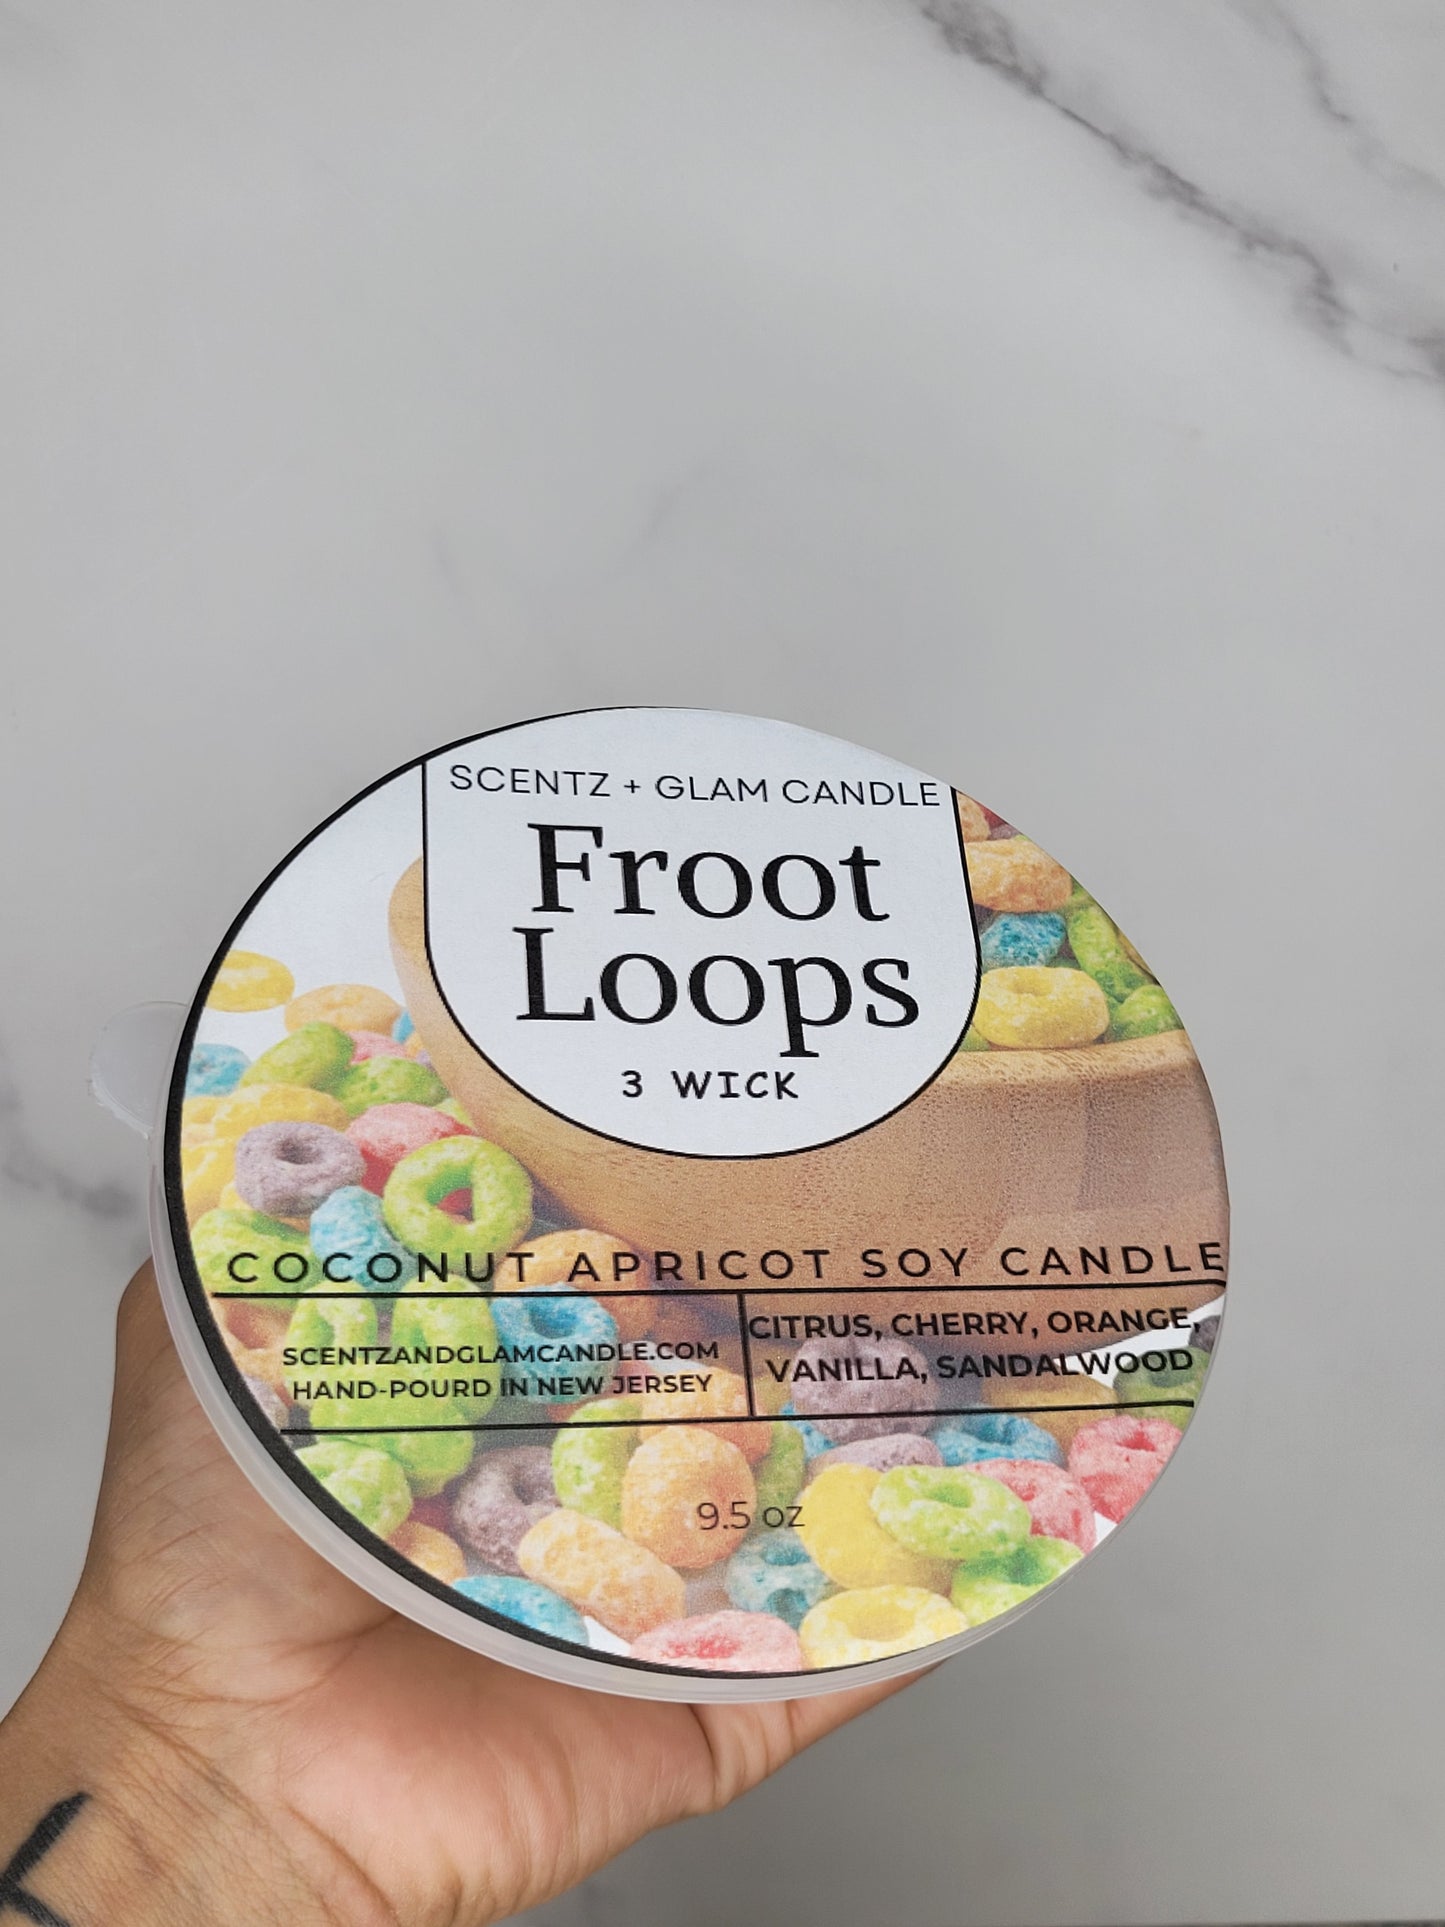 SCENTZ + GLAM CANDLE
Froot
Loops
3 WICK
COCONUT APRICOT SOY CANDLE
SCENTZANDGLAMCANDLE.COM
HAND-POURD IN NEW JERSEY
CITRUS, CHERRY, ORANGE,
VANILLA, SANDALWOOD
9.5 oz